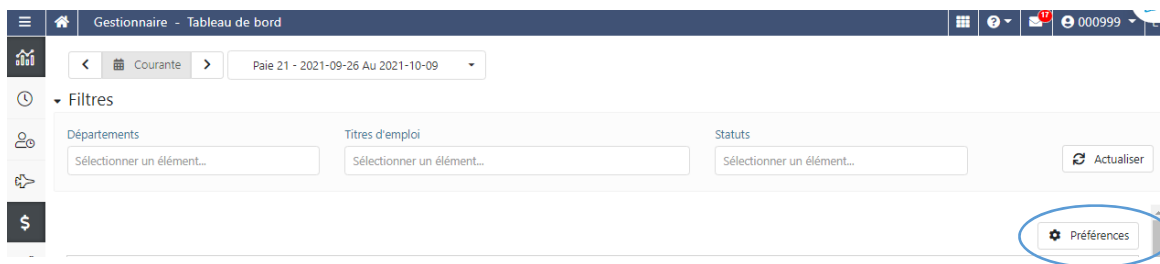 Gestionnaire - Tableau de bord
17
000999
Courante
Paie 21 - 2021-09-26 Au 2021-10-09
Filtres
Départements
Titres d'emploi
Statuts
Sélectionner un élément...
Sélectionner un élément...
Sélectionner un élément...
Actualiser
Préférences